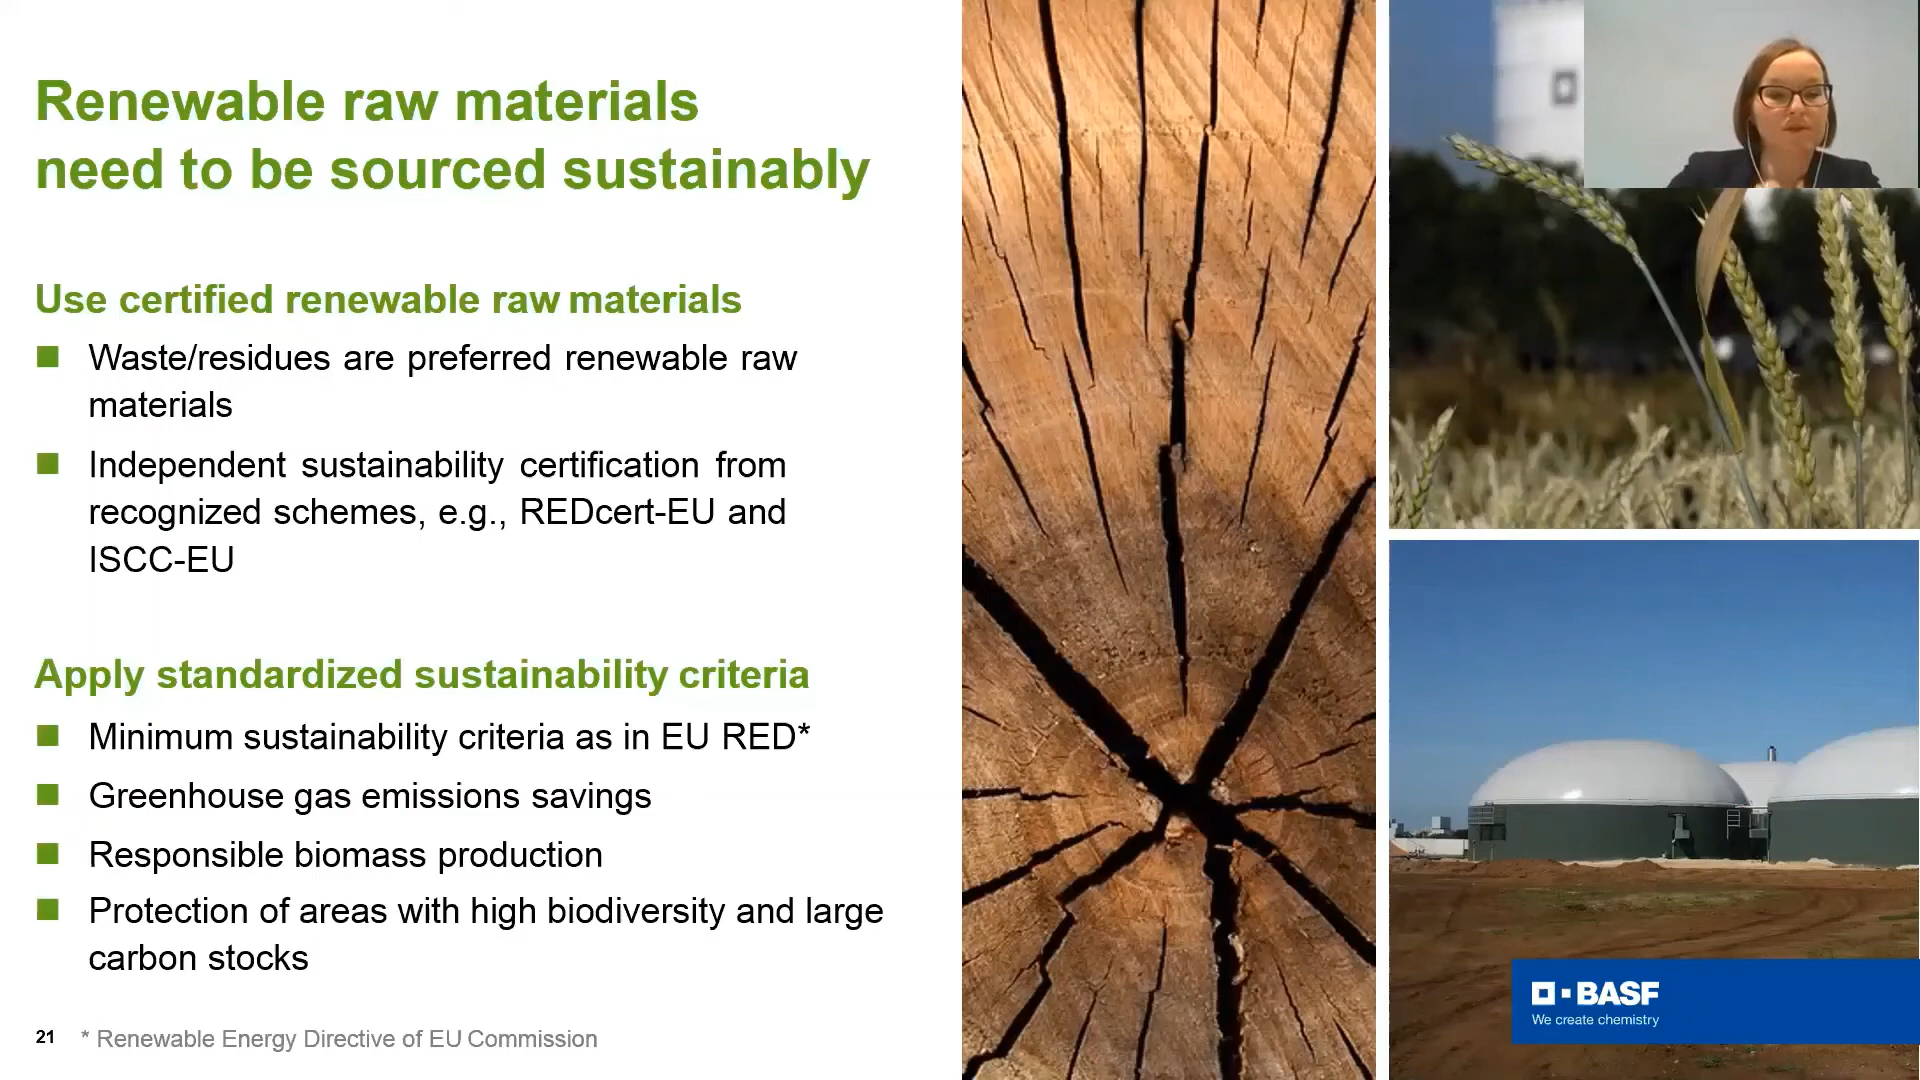 Renewable raw materials
need to be sourced sustainably
Use certified renewable raw materials
Waste/residues are preferred renewable raw
materials
Independent sustainability certification from
recognized schemes, e.g., REDcert-EU and
ISCC-EU
Apply standardized sustainability criteria
Minimum sustainability criteria as in EU RED*
Greenhouse gas emissions savings
Responsible biomass production
Protection of areas with high biodiversity and large
carbon stocks
21 * Renewable Energy Directive of EU Commission
BASF
We create chemistry